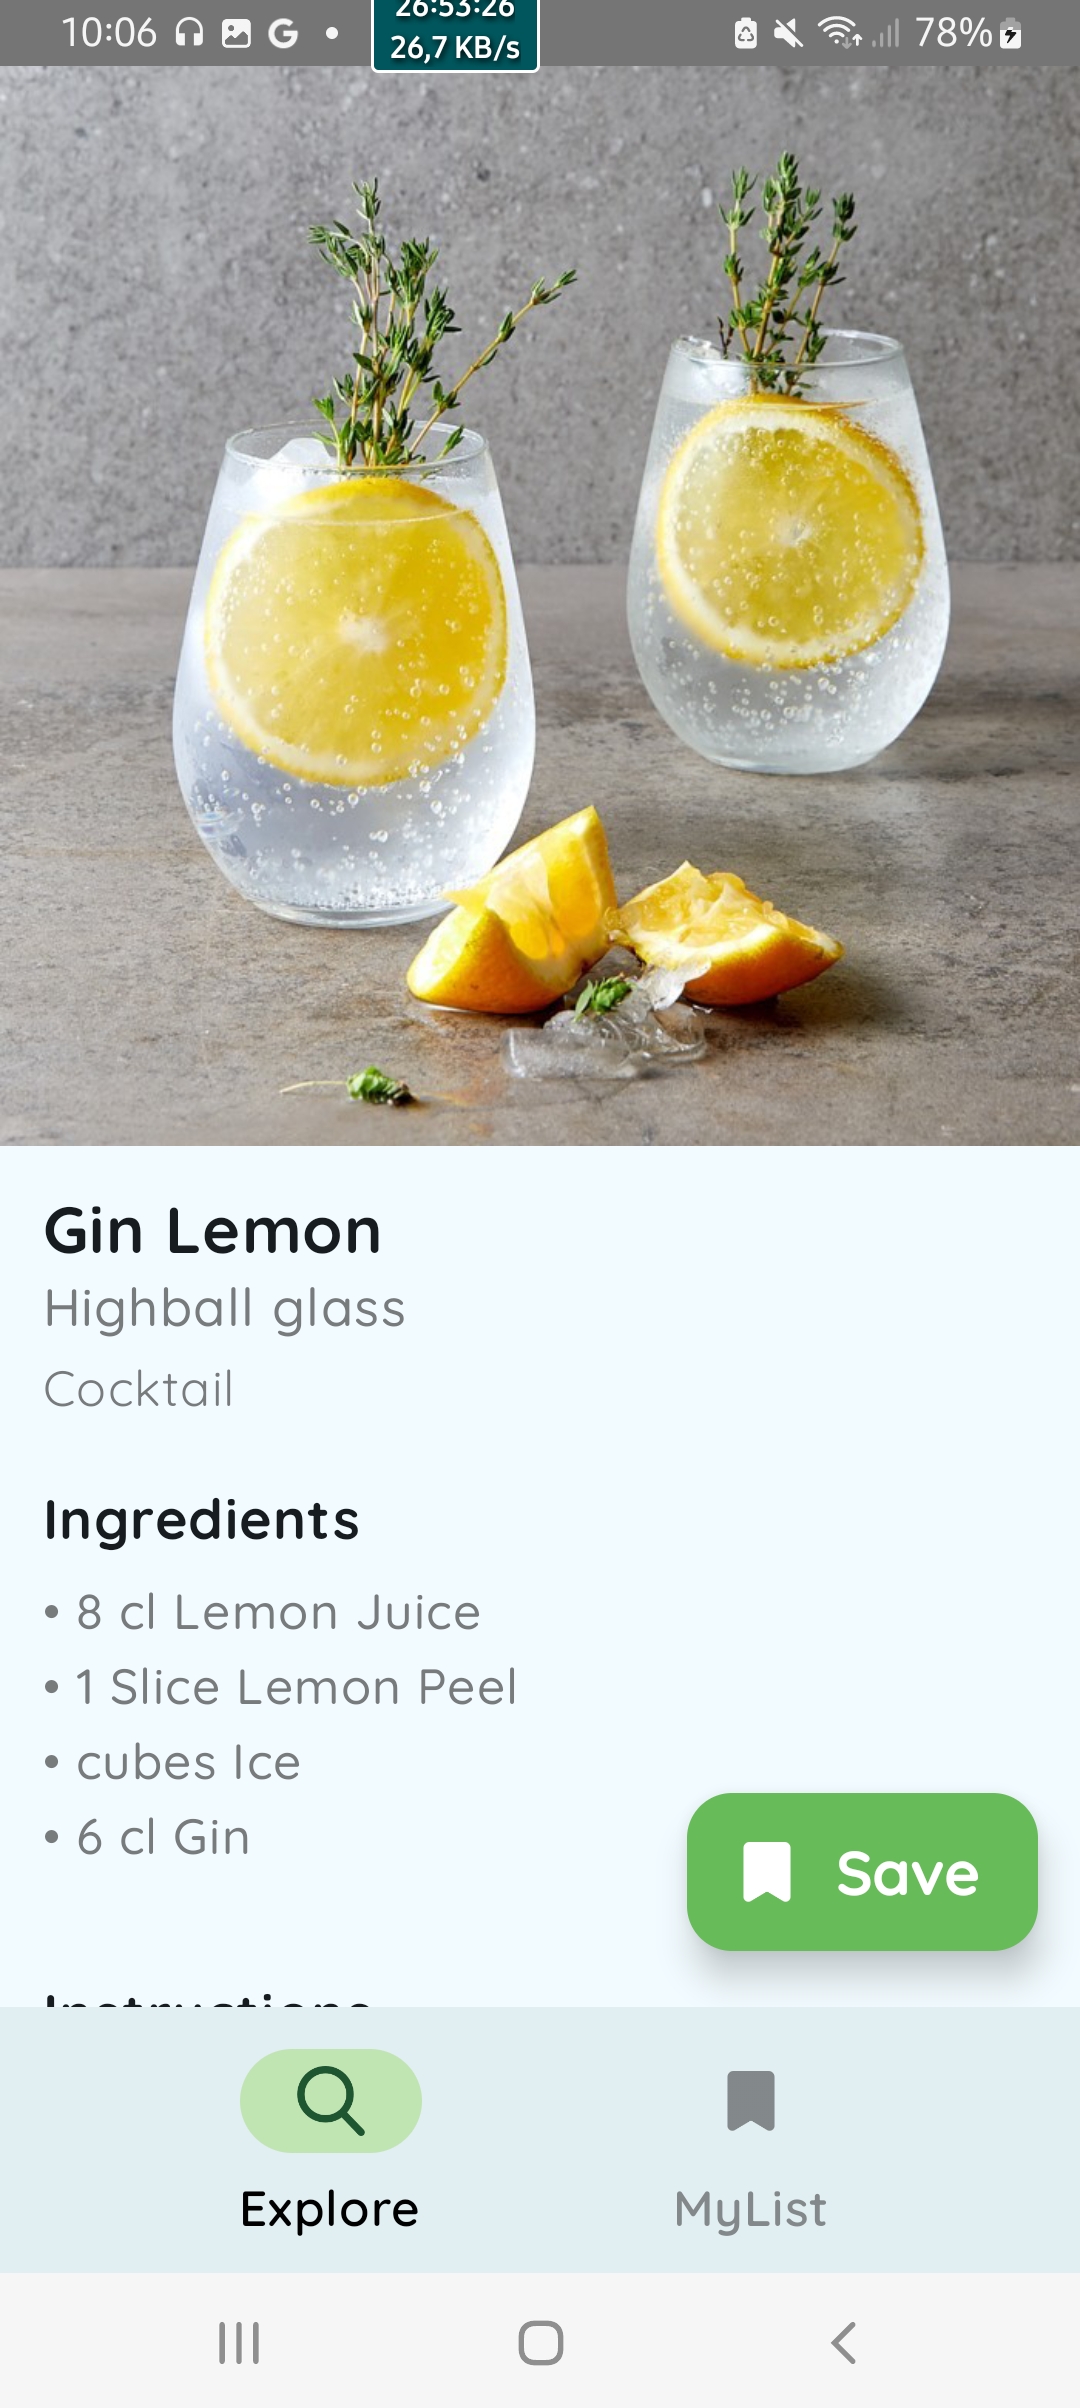 10:06
26:53:26
26,7 KB/s
78%
Gin Lemon
Highball glass
Cocktail
Ingredients
• 8 cl Lemon Juice
• 1 Slice Lemon Peel
• cubes Ice
• 6 cl Gin
Save
Instructions
Explore
MyList